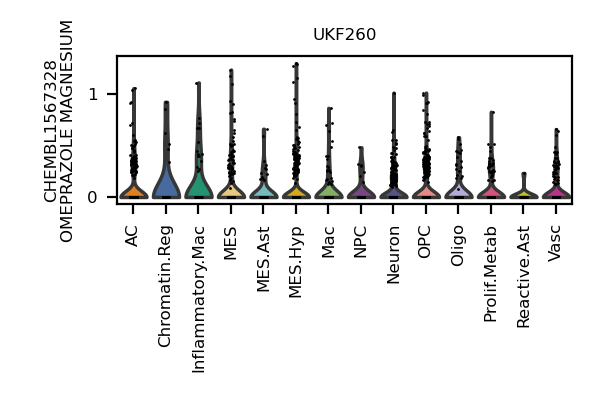 UKF260
CHEMBL1567328
OMEPRAZOLE MAGNESIUM
1
0
AC
Chromatin.Reg
Inflammatory.Mac
MES
MES.Ast
MES.Hyp
Mac
NPC
Neuron
OPC
Oligo
Prolif.Metab
Reactive.Ast
Vasc